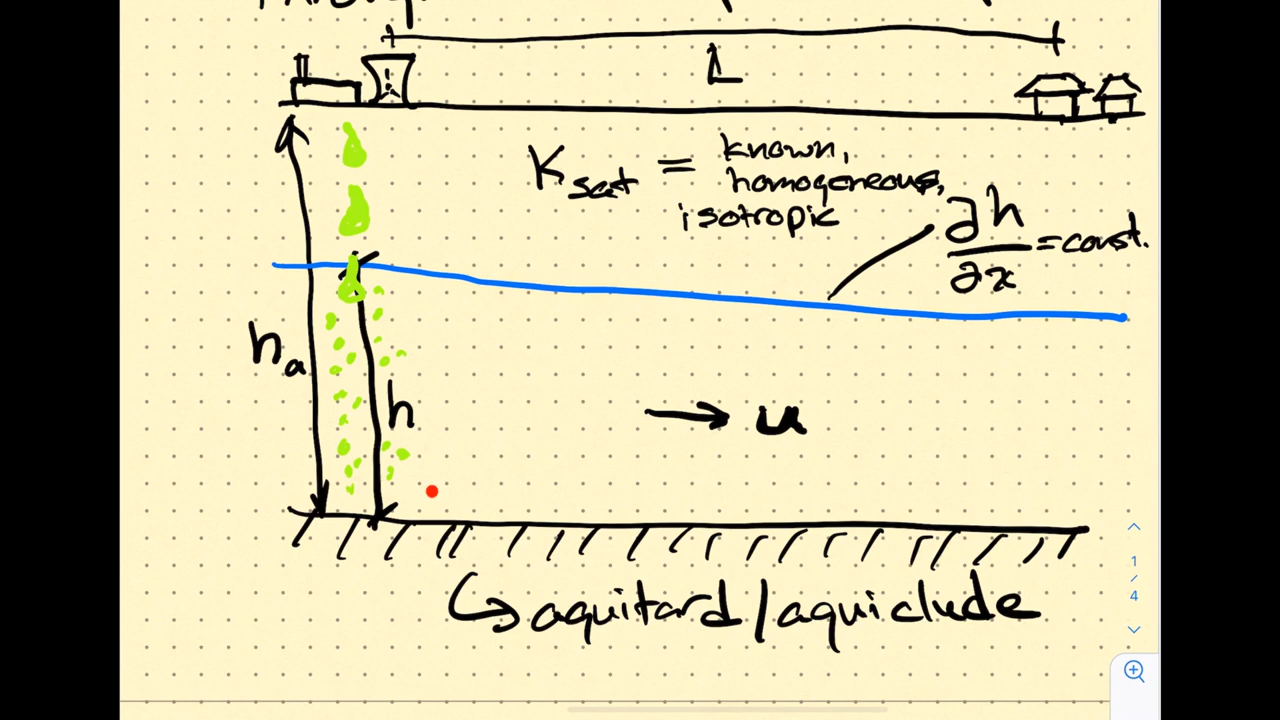 L
Ksat = known,
homogeneous,
isotropic
∂h
∂x
=const.
ha
h
→ u
↳ aquitard/aquiclude
1
/
4